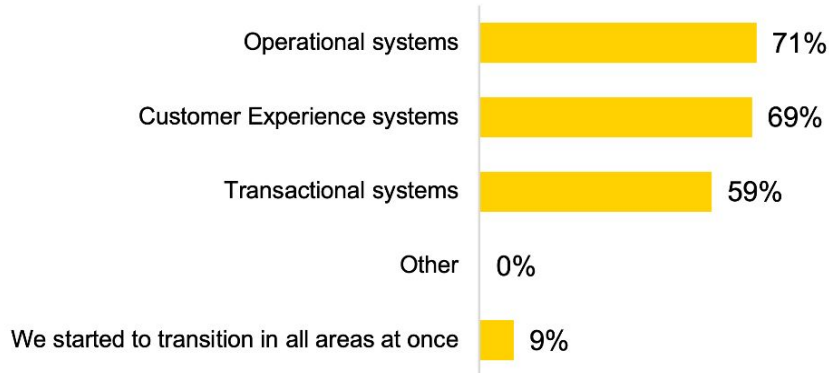 Operational systems 71%
Customer Experience systems 69%
Transactional systems 59%
Other 0%
We started to transition in all areas at once 9%